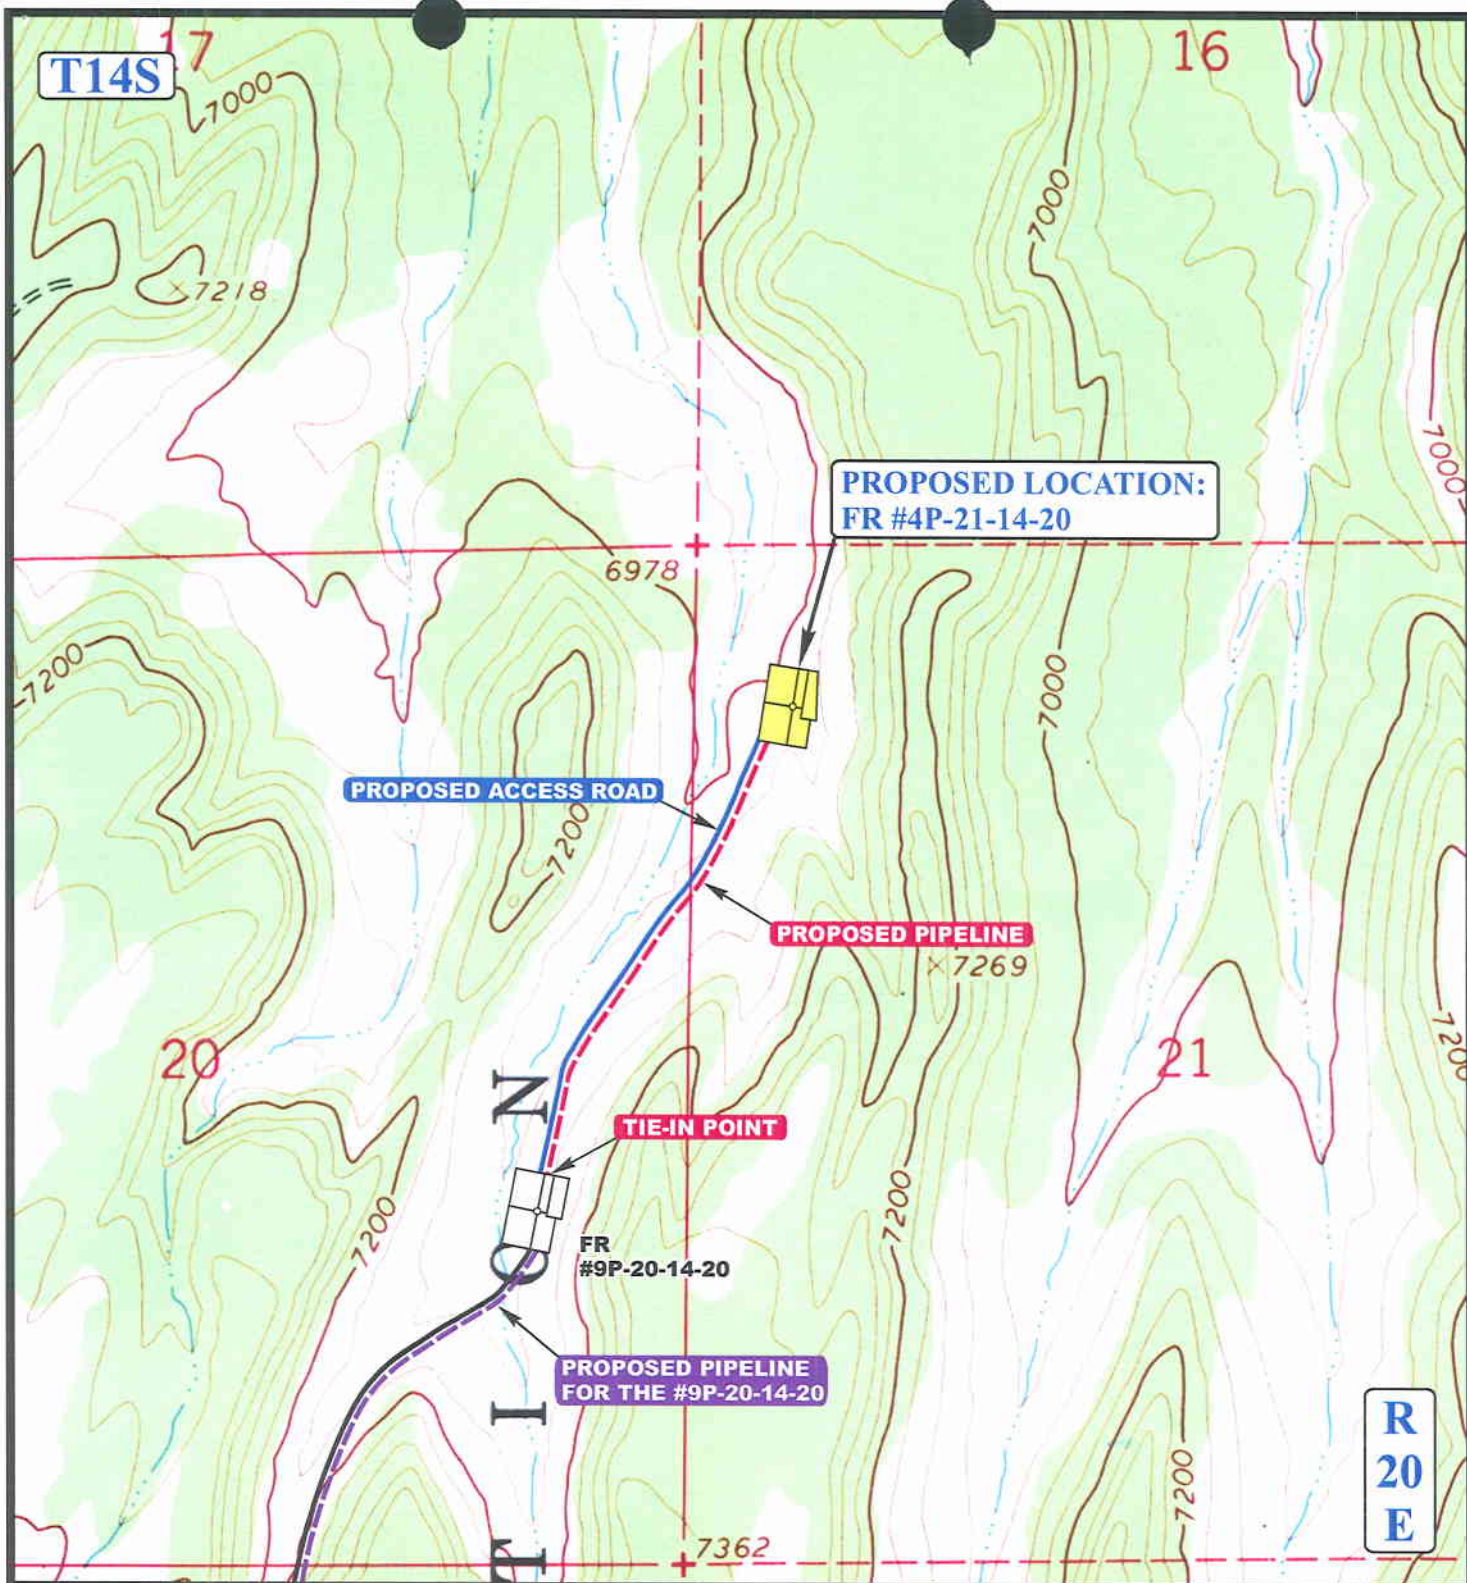 17
16
T14S
7000
7000
7218
7000
PROPOSED LOCATION:
FR #4P-21-14-20
6978
7200
7000
PROPOSED ACCESS ROAD
7200
PROPOSED PIPELINE
7269
7200
20
21
N
TIE-IN POINT
7200
7200
FR
#9P-20-14-20
O
PROPOSED PIPELINE
FOR THE #9P-20-14-20
I
R
20
E
7200
T
7362